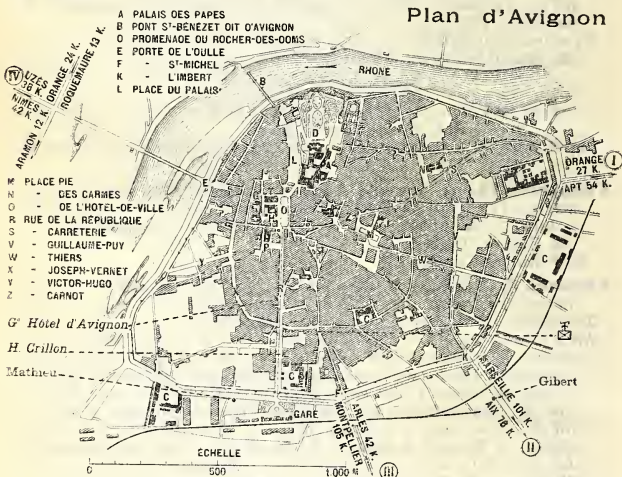 Plan d'Avignon
A PALAIS DES PAPES
B PONT ST-BÉNÉZET DIT D'AVIGNON
D PROMENADE DU ROCHER-DES-DOMS
E PORTE DE L'OULLE
F - ST-MICHEL
K - L'IMBERT
L PLACE DU PALAIS
IV
UZÈS 38 K.
NIMES 42 K.
ORANGE 24 K.
ROQUEMAURE 13 K.
ARAMON 12 K.
M PLACE PIE
N - DES CARMES
O - DE L'HOTEL-DE-VILLE
R RUE DE LA RÉPUBLIQUE
S - CARRETERIE
V - GUILLAUME-PUY
W - THIERS
X - JOSEPH-VERNET
Y - VICTOR-HUGO
Z - CARNOT
Gd Hôtel d'Avignon
H. Crillon
Mathieu
RHONE
B
D
L
A
E
O
I
ORANGE
27 K.
APT 54 K.
C
C
C
C
GARE
MARSEILLE 101 K.
AIX 78 K.
II
Gibert
ARLES 42 K.
MONTPELLIER
105 K.
III
ÉCHELLE
0 500 1.000 M